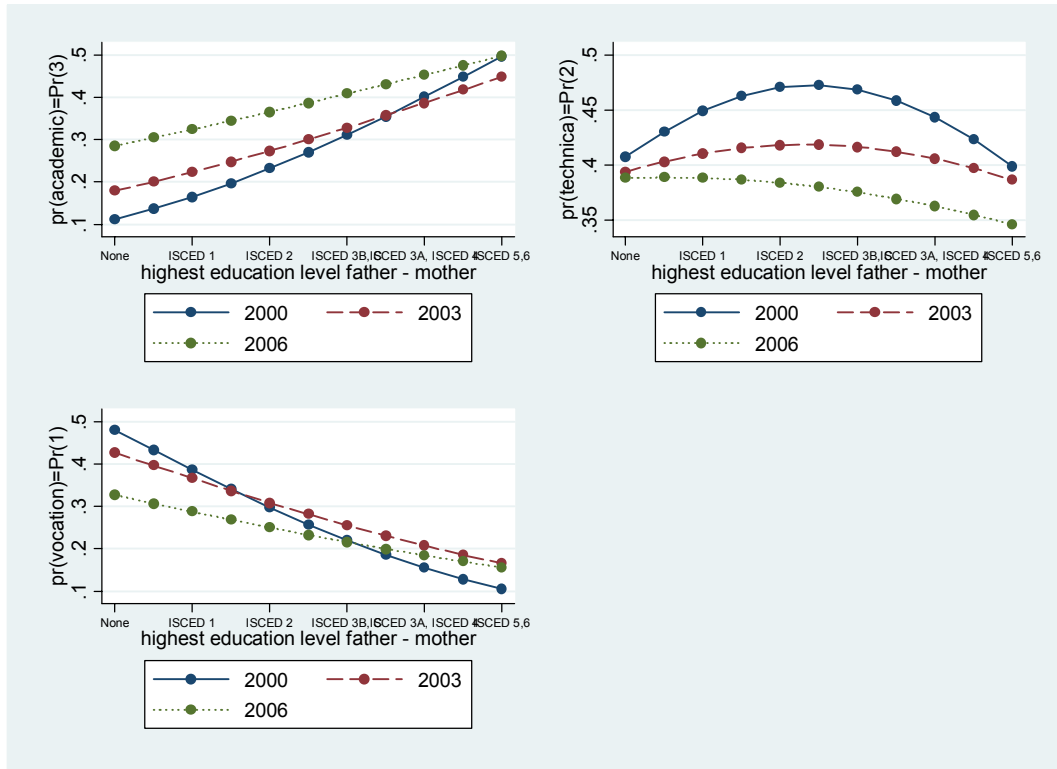 pr(academic)=Pr(3)
.5
.4
.3
.2
.1
None ISCED 1 ISCED 2 ISCED 3B, ISCED 3A, ISCED 4 ISCED 5,6
highest education level father - mother
2000 2003
2006
pr(technica)=Pr(2)
.5
.45
.4
.35
None ISCED 1 ISCED 2 ISCED 3B, ISCED 3A, ISCED 4 ISCED 5,6
highest education level father - mother
2000 2003
2006
pr(vocation)=Pr(1)
.5
.4
.3
.2
.1
None ISCED 1 ISCED 2 ISCED 3B, ISCED 3A, ISCED 4 ISCED 5,6
highest education level father - mother
2000 2003
2006